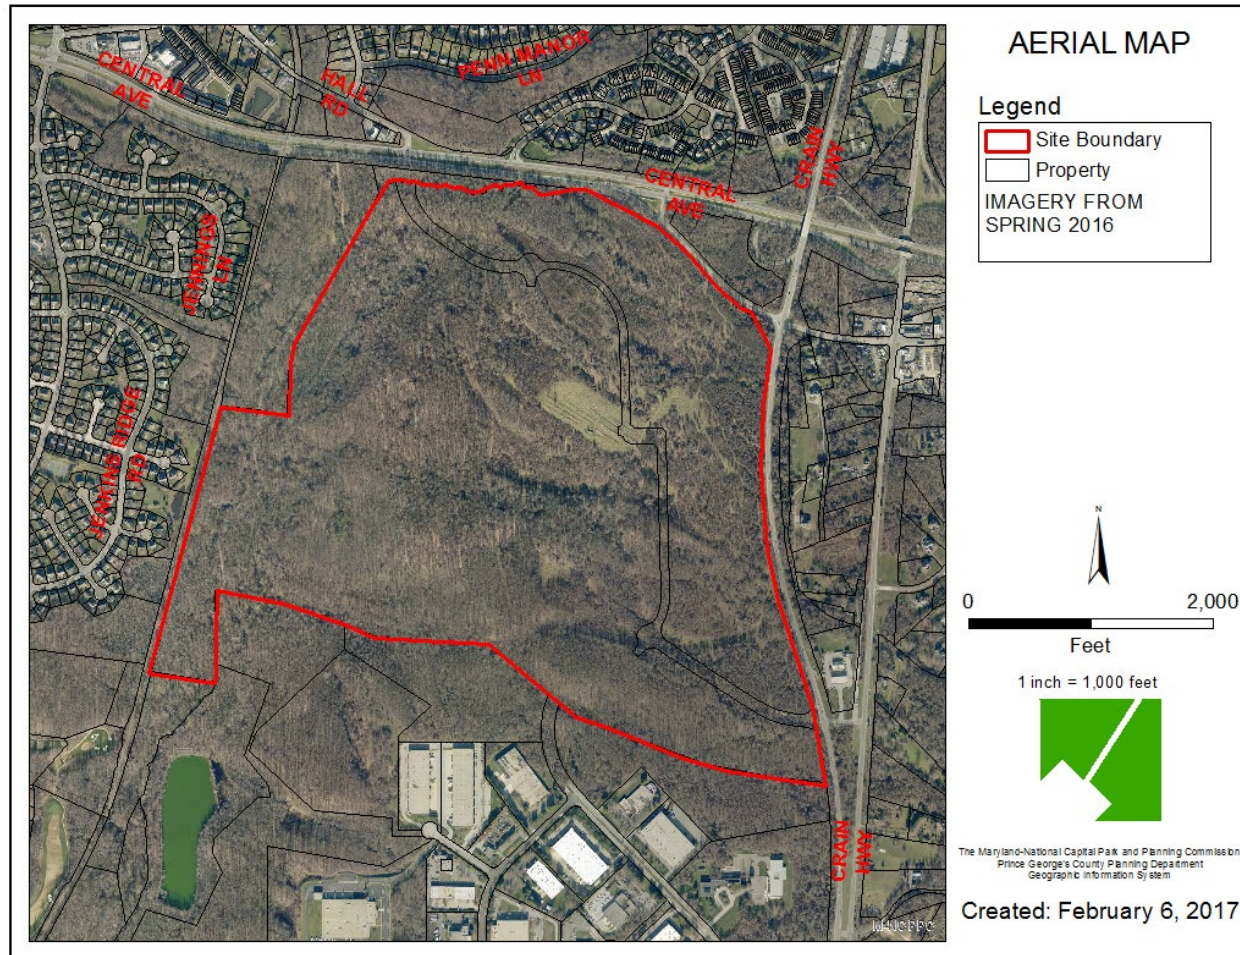 AERIAL MAP
Legend
Site Boundary
Property
IMAGERY FROM
SPRING 2016
N
0 2,000
Feet
1 inch = 1,000 feet
The Maryland-National Capital Park and Planning Commission
Prince George's County Planning Department
Geographic Information System
Created: February 6, 2017
CENTRAL
AVE
HALL
RD
PENN MANOR
LN
CRAIN
HWY
CENTRAL
AVE
JENNINGS
LN
JENKINS RIDGE
RD
CRAIN
HWY
M-NCPPC